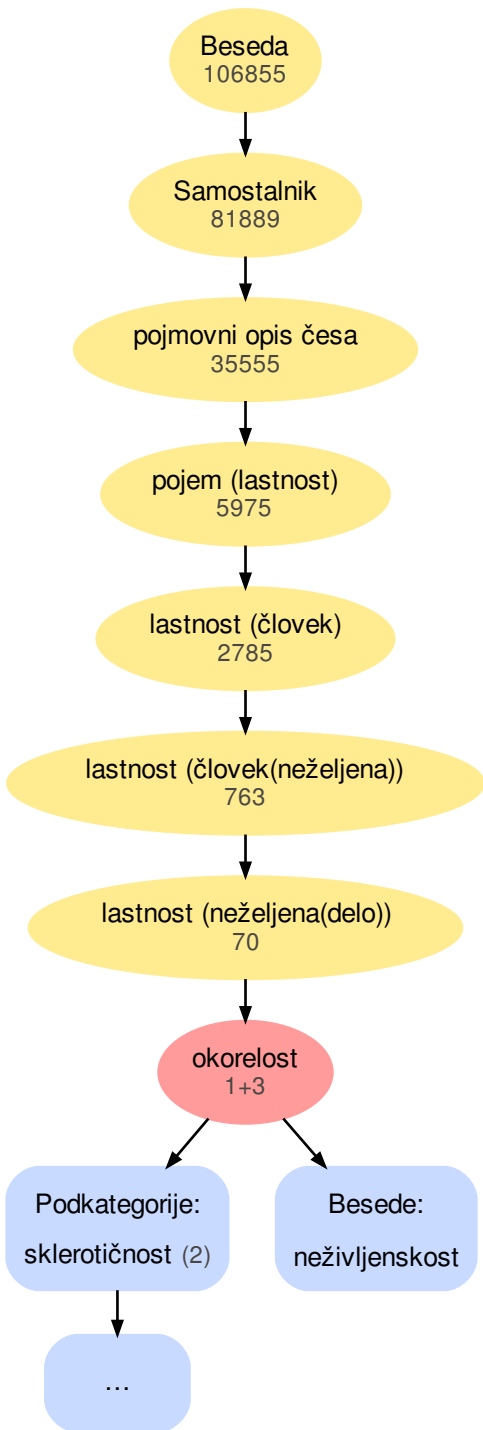 Beseda
106855
Samostalnik
81889
pojmovni opis česa
35555
pojem (lastnost)
5975
lastnost (človek)
2785
lastnost (človek(neželjena))
763
lastnost (neželjena(delo))
70
okorelost
1+3
Podkategorije:
sklerotičnost (2)
Besede:
neživljenskost
…